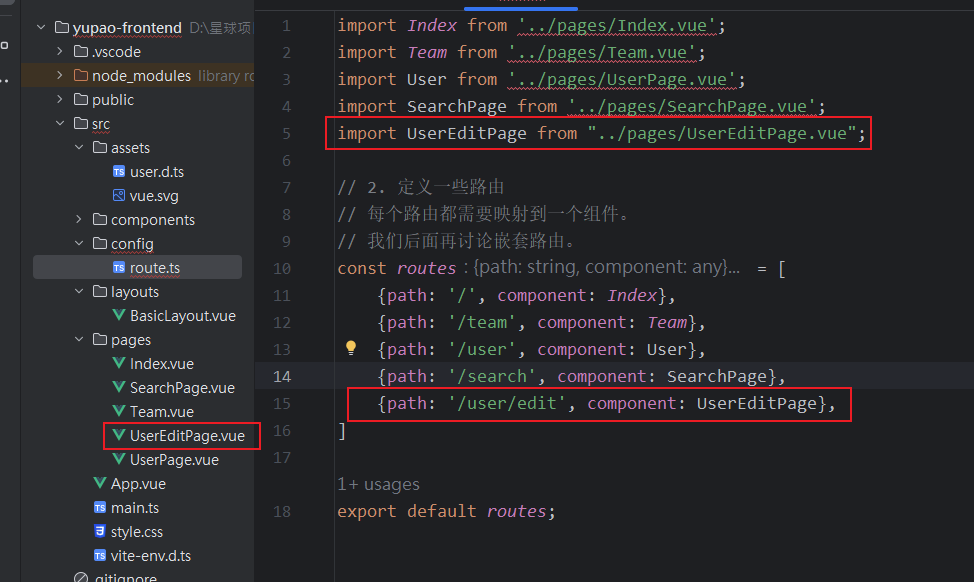 yupao-frontend D:\星球项
.vscode
node_modules library ro
public
src
assets
user.d.ts
vue.svg
components
config
route.ts
layouts
BasicLayout.vue
pages
Index.vue
SearchPage.vue
Team.vue
UserEditPage.vue
UserPage.vue
App.vue
main.ts
style.css
vite-env.d.ts
.gitignore
1 import Index from '../pages/Index.vue';
2 import Team from '../pages/Team.vue';
3 import User from '../pages/UserPage.vue';
4 import SearchPage from '../pages/SearchPage.vue';
5 import UserEditPage from "../pages/UserEditPage.vue";
6
7 // 2. 定义一些路由
8 // 每个路由都需要映射到一个组件。
9 // 我们后面再讨论嵌套路由。
10 const routes : {path: string, component: any}... = [
11 {path: '/', component: Index},
12 {path: '/team', component: Team},
13 {path: '/user', component: User},
14 {path: '/search', component: SearchPage},
15 {path: '/user/edit', component: UserEditPage},
16 ]
17
1+ usages
18 export default routes;